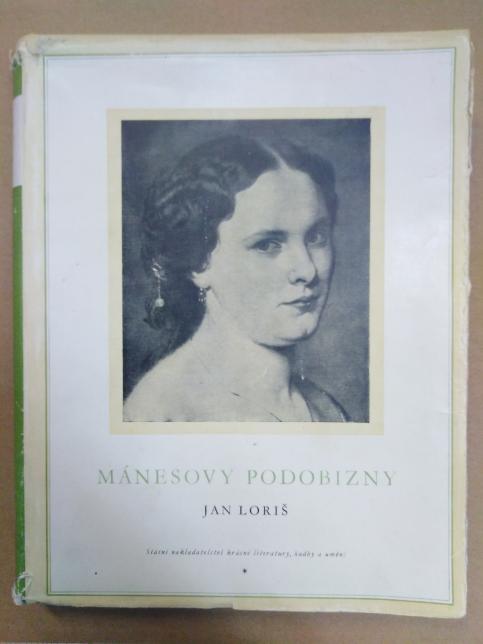 MÁNESOVY PODOBIZNY
JAN LORIŠ
Státní nakladatelství krásné literatury, hudby a umění
*